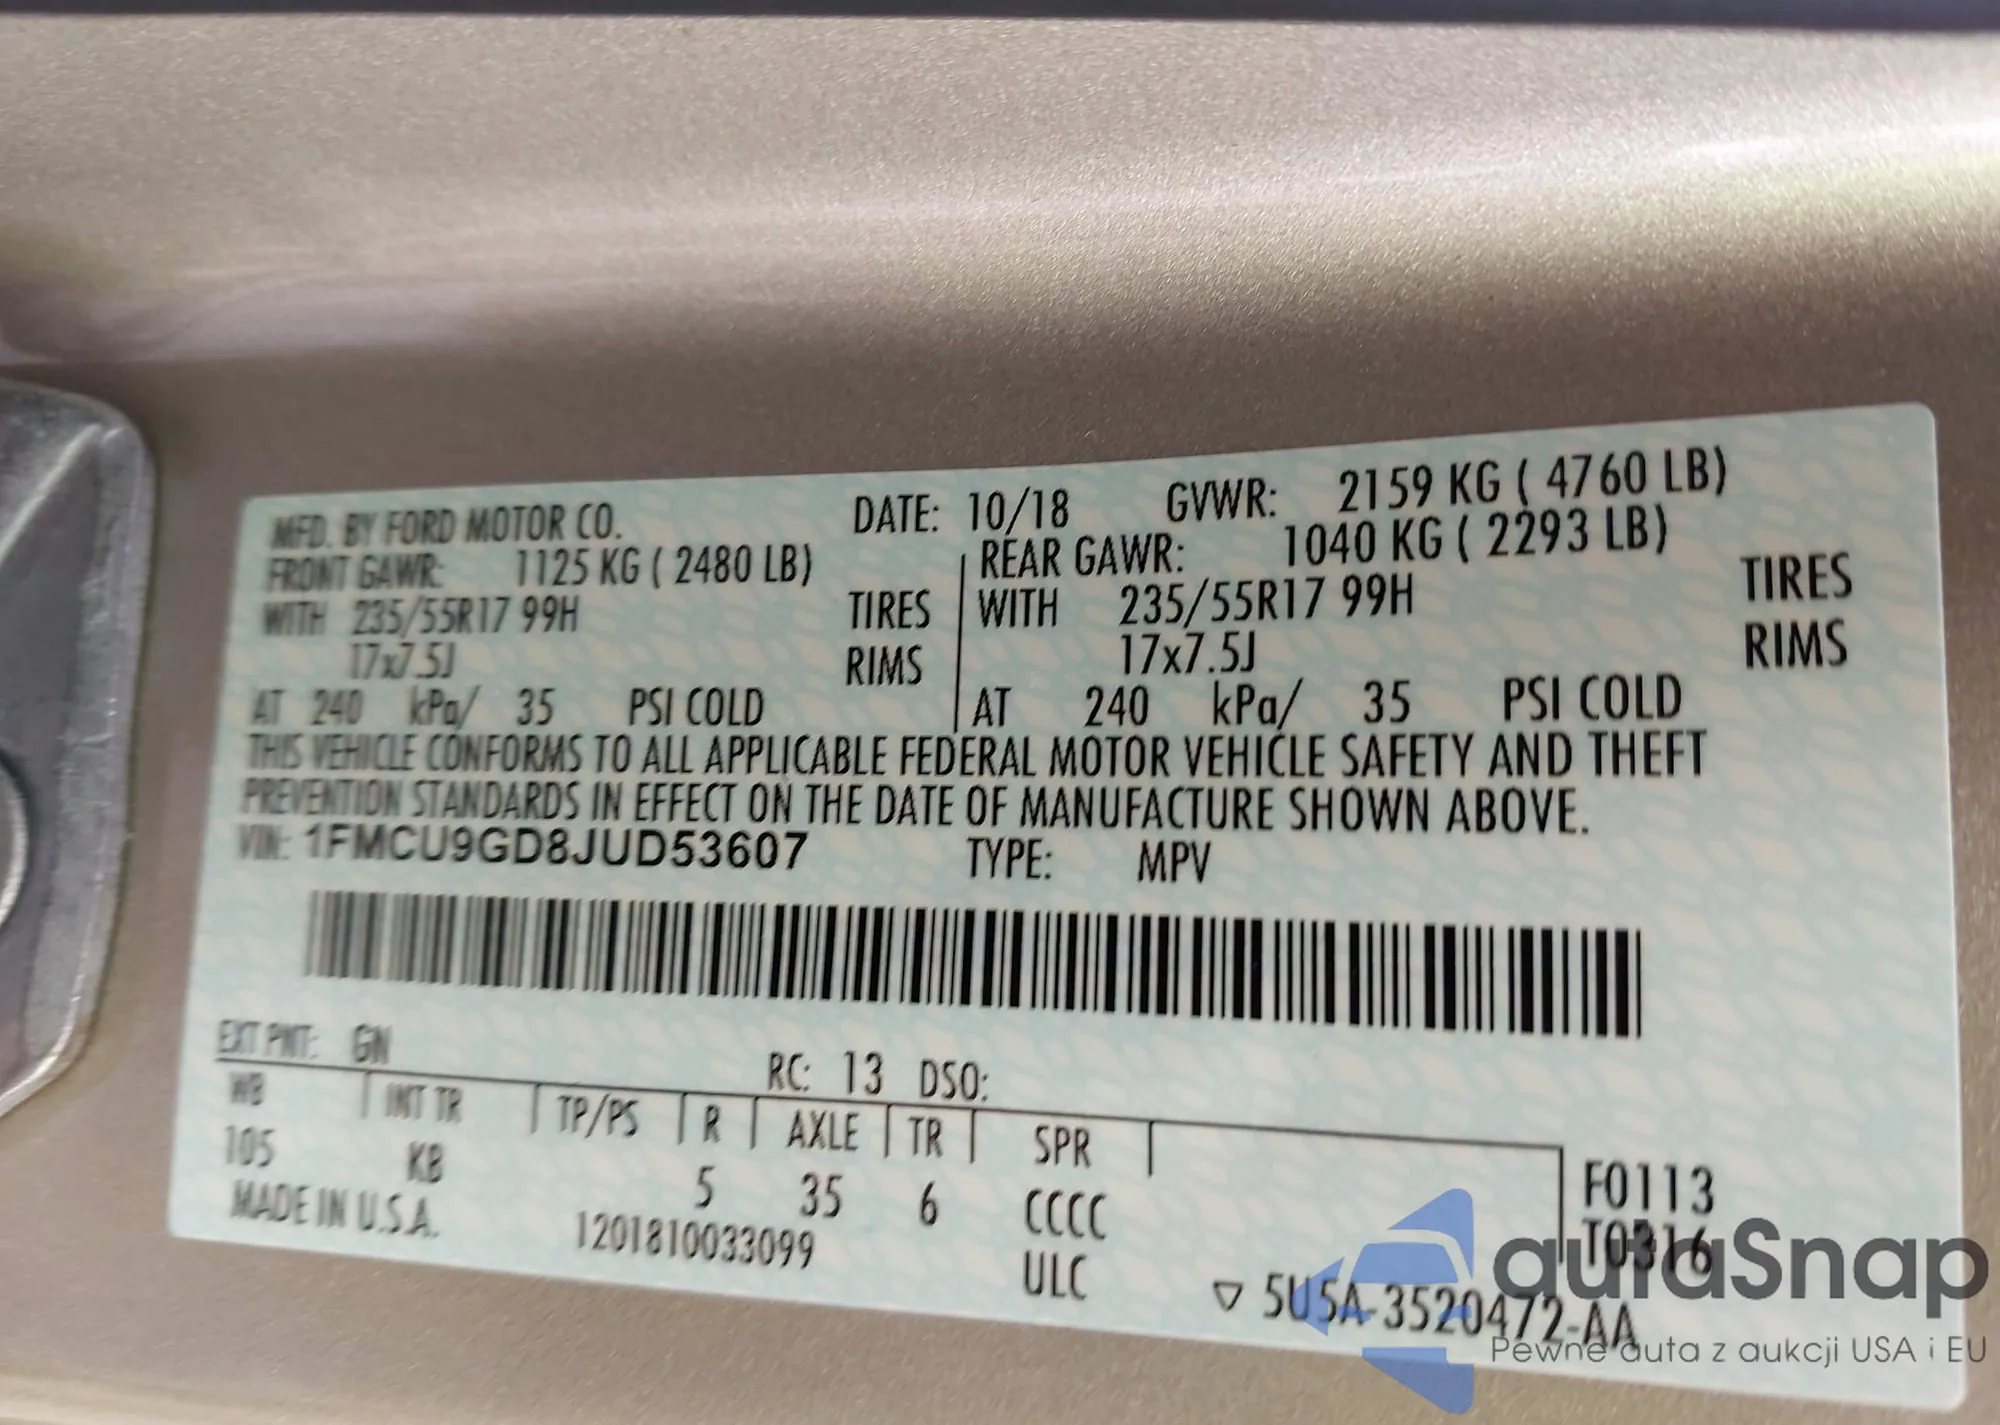 MFD. BY FORD MOTOR CO. DATE: 10/18 GVWR: 2159 KG ( 4760 LB)
FRONT GAWR: 1125 KG ( 2480 LB) REAR GAWR: 1040 KG ( 2293 LB)
WITH 235/55R17 99H TIRES WITH 235/55R17 99H TIRES
17x7.5J RIMS 17x7.5J RIMS
AT 240 kPa/ 35 PSI COLD AT 240 kPa/ 35 PSI COLD
THIS VEHICLE CONFORMS TO ALL APPLICABLE FEDERAL MOTOR VEHICLE SAFETY AND THEFT
PREVENTION STANDARDS IN EFFECT ON THE DATE OF MANUFACTURE SHOWN ABOVE.
VIN: 1FMCU9GD8JUD53607 TYPE: MPV
EXT PNT: GN RC: 13 DSO:
WB INT TR TP/PS R AXLE TR SPR
105 KB 5 35 6 CCCC F0113
MADE IN U.S.A. 1201810033099 ULC T0316
▽ 5U5A-3520472-AA
autaSnap
Pewne auta z aukcji USA i EU